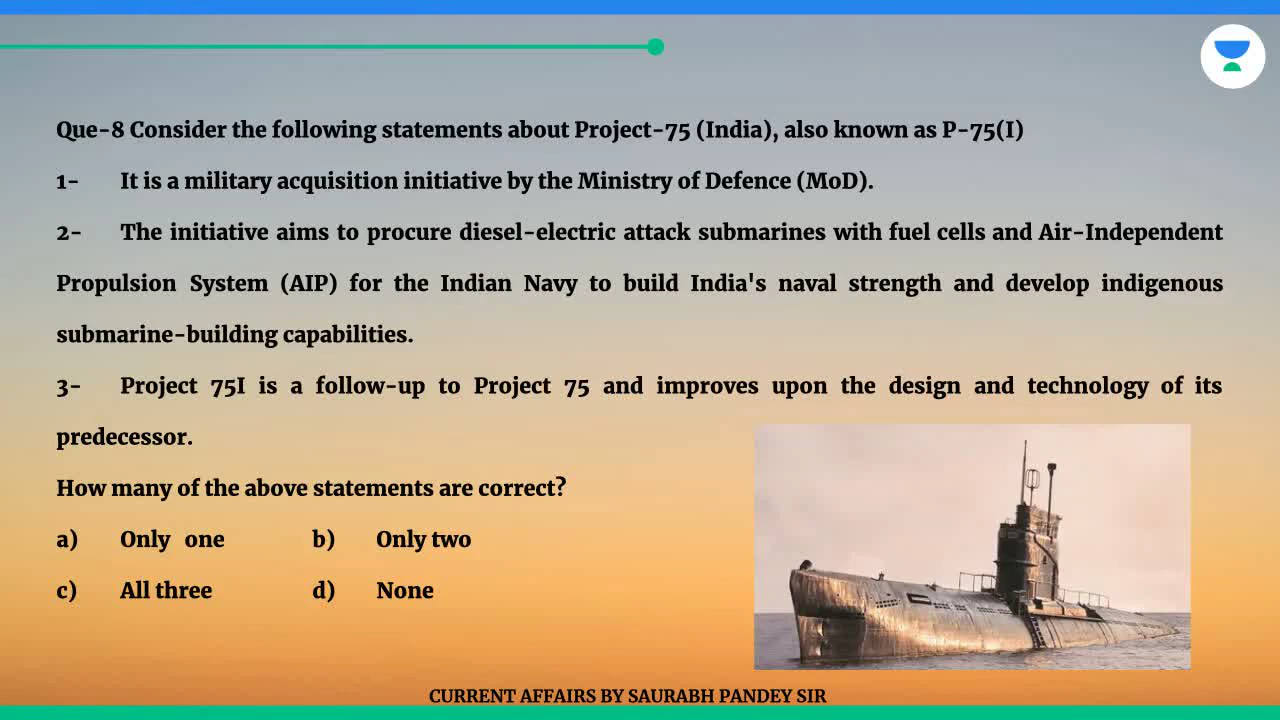 Que-8 Consider the following statements about Project-75 (India), also known as P-75(I)
1- It is a military acquisition initiative by the Ministry of Defence (MoD).
2- The initiative aims to procure diesel-electric attack submarines with fuel cells and Air-Independent
Propulsion System (AIP) for the Indian Navy to build India's naval strength and develop indigenous
submarine-building capabilities.
3- Project 75I is a follow-up to Project 75 and improves upon the design and technology of its
predecessor.
How many of the above statements are correct?
a) Only one b) Only two
c) All three d) None
CURRENT AFFAIRS BY SAURABH PANDEY SIR